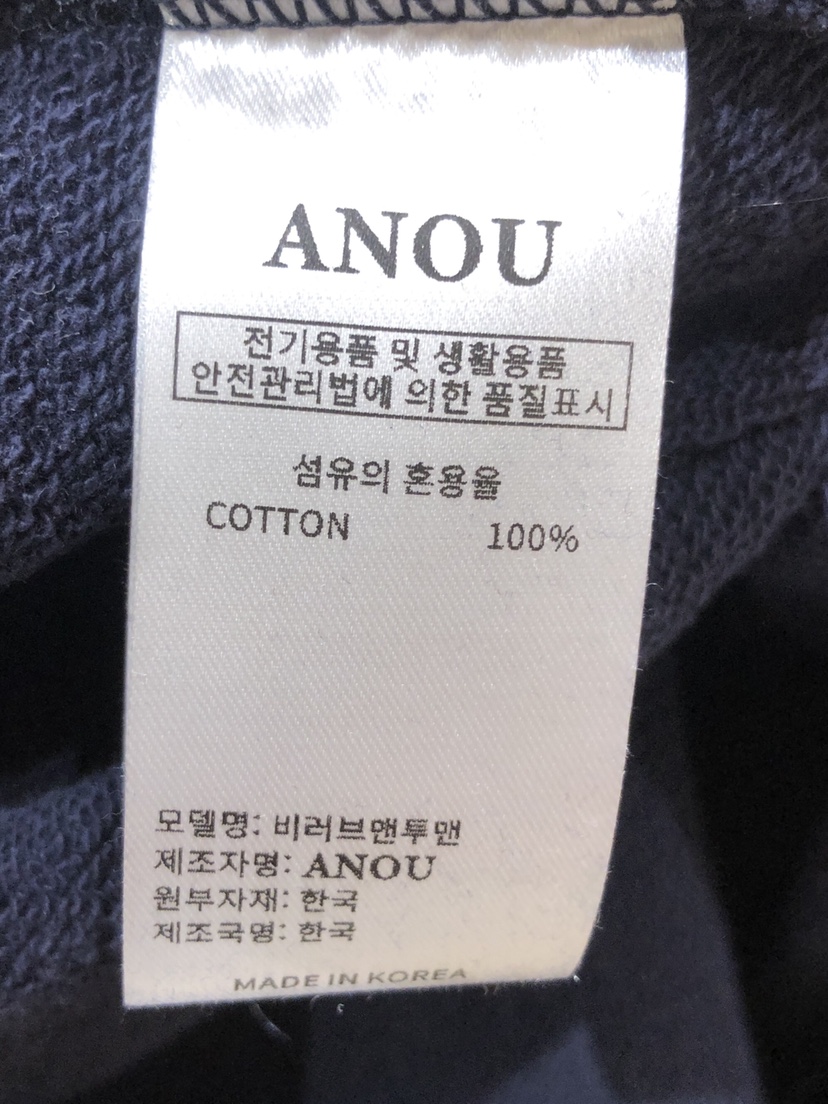 ANOU
전기용품 및 생활용품
안전관리법에 의한 품질표시
섬유의 혼용율
COTTON 100%
모델명: 비러브맨투맨
제조자명: ANOU
원부자재: 한국
제조국명: 한국
MADE IN KOREA